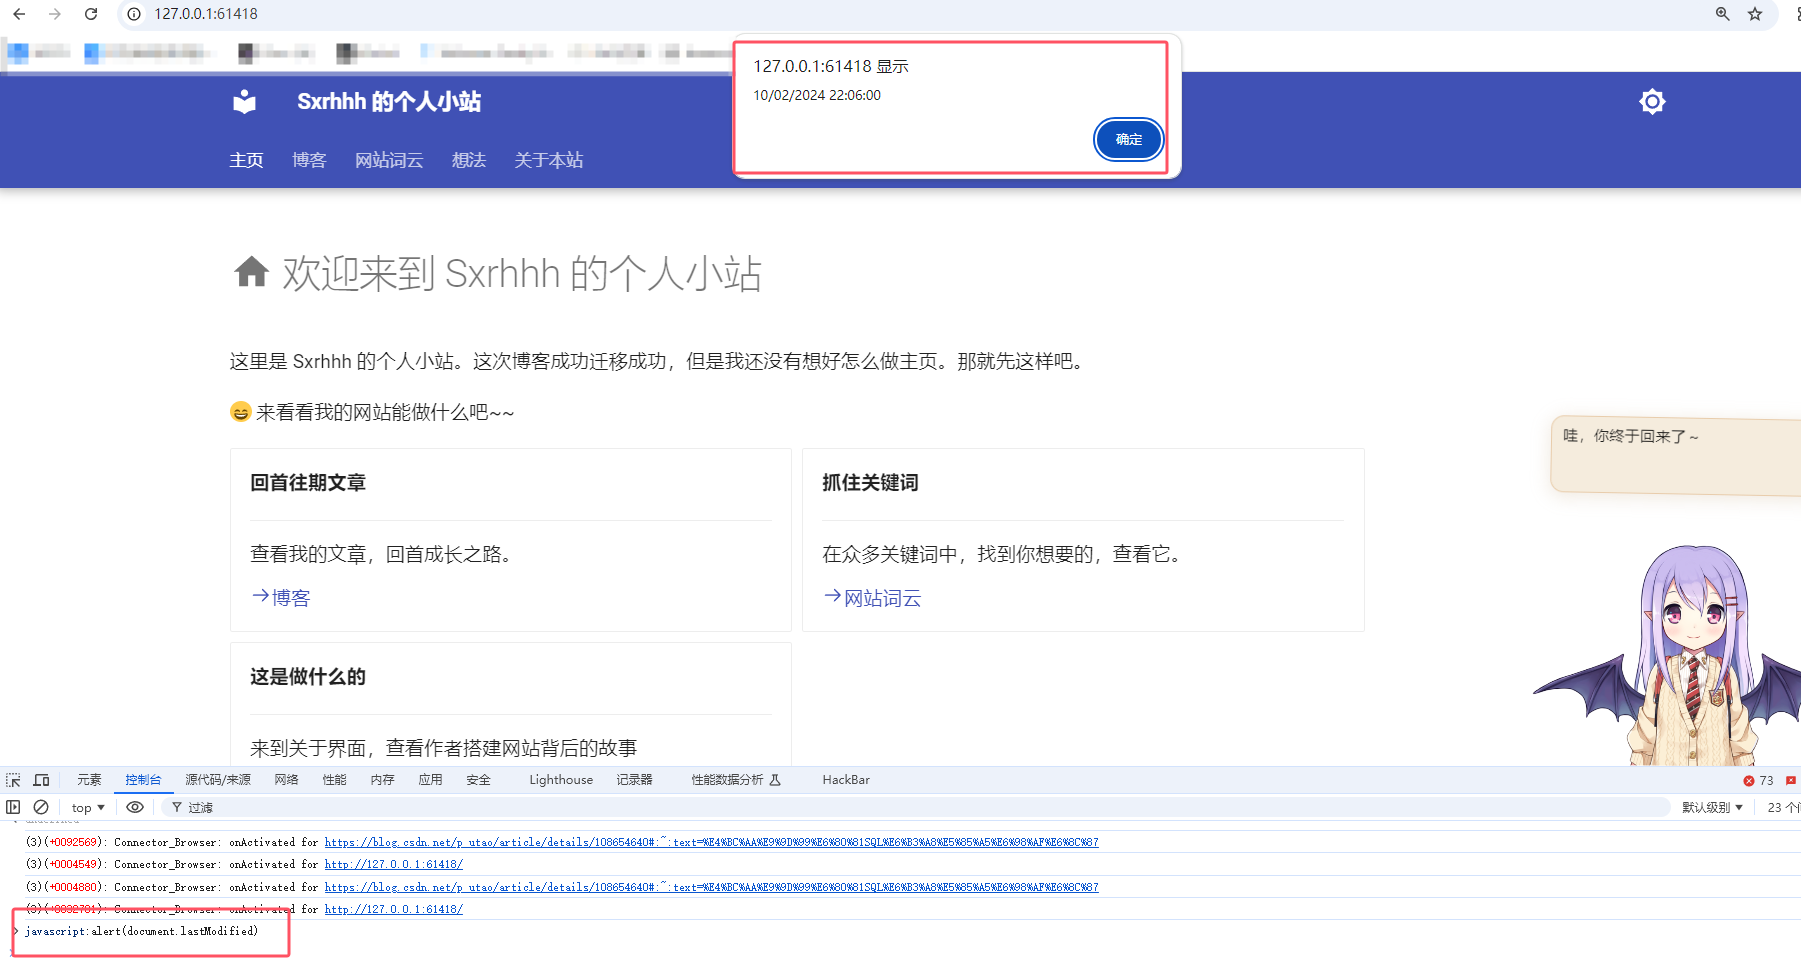 127.0.0.1:61418
127.0.0.1:61418 显示
10/02/2024 22:06:00
确定
Sxrhhh 的个人小站
主页 博客 网站词云 想法 关于本站
欢迎来到 Sxrhhh 的个人小站
这里是 Sxrhhh 的个人小站。这次博客成功迁移成功，但是我还没有想好怎么做主页。那就先这样吧。
😄 来看看我的网站能做什么吧~~
哇，你终于回来了～
回首往期文章
查看我的文章，回首成长之路。
→博客
抓住关键词
在众多关键词中，找到你想要的，查看它。
→网站词云
这是做什么的
来到关于界面，查看作者搭建网站背后的故事
元素 控制台 源代码/来源 网络 性能 内存 应用 安全 Lighthouse 记录器 性能数据分析 HackBar 73
top 过滤 默认级别 23 个
undefined
(3)(+0092569): Connector_Browser: onActivated for https://blog.csdn.net/p_utao/article/details/108654640#:~:text=%E4%BC%AA%E9%9D%99%E6%80%81SQL%E6%B3%A8%E5%85%A5%E6%98%AF%E6%8C%87
(3)(+0004549): Connector_Browser: onActivated for http://127.0.0.1:61418/
(3)(+0004880): Connector_Browser: onActivated for https://blog.csdn.net/p_utao/article/details/108654640#:~:text=%E4%BC%AA%E9%9D%99%E6%80%81SQL%E6%B3%A8%E5%85%A5%E6%98%AF%E6%8C%87
Connector_Browser: onActivated for http://127.0.0.1:61418/
> javascript:alert(document.lastModified)